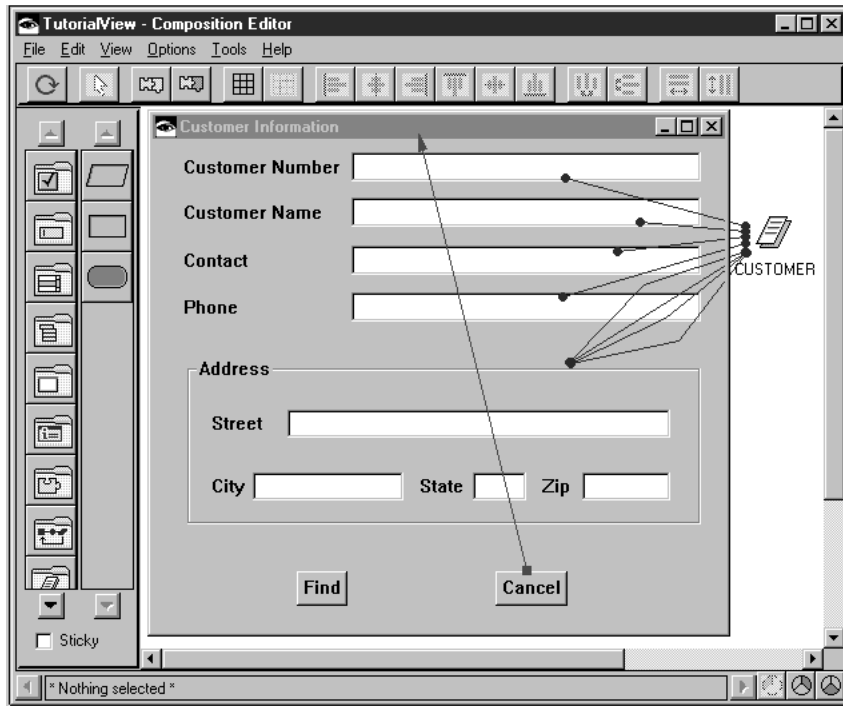 TutorialView - Composition Editor
File Edit View Options Tools Help
Customer Information
Customer Number
Customer Name
Contact
CUSTOMER
Phone
Address
Street
City State Zip
Find Cancel
Sticky
* Nothing selected *